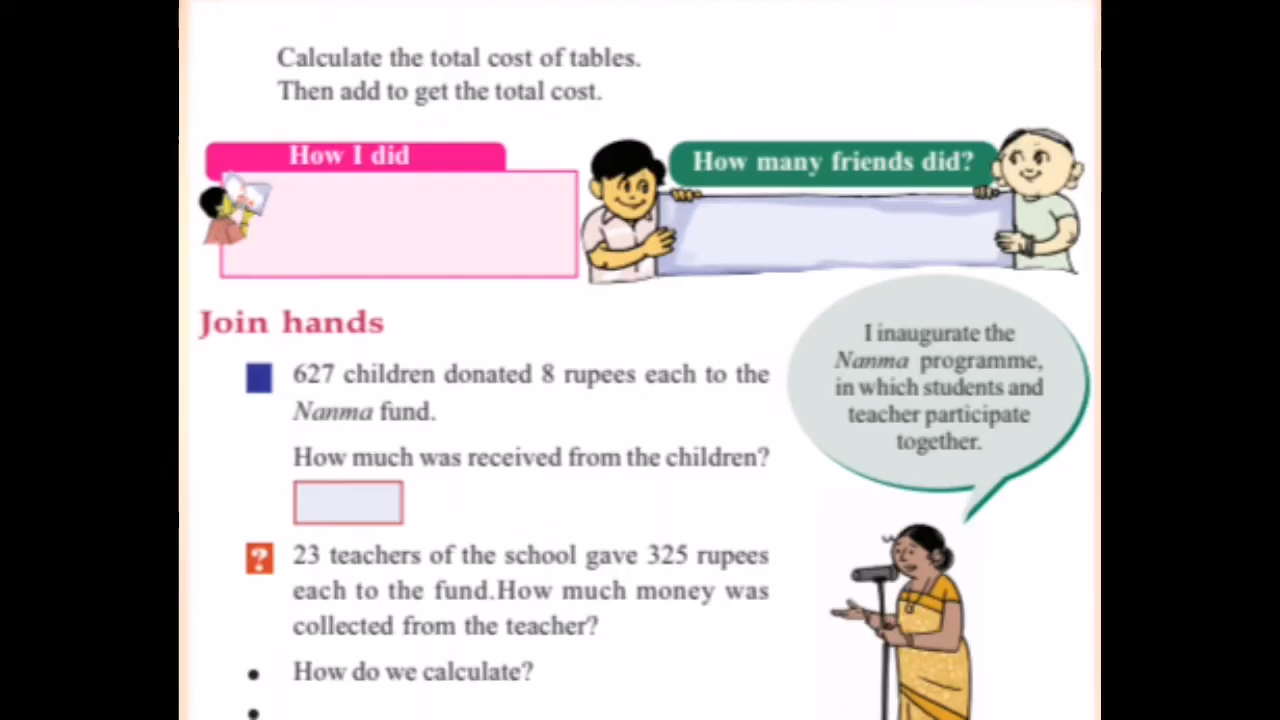 Calculate the total cost of tables.
Then add to get the total cost.
How I did
How many friends did?
Join hands
627 children donated 8 rupees each to the
Nanma fund.
How much was received from the children?
I inaugurate the
Nanma programme,
in which students and
teacher participate
together.
?
23 teachers of the school gave 325 rupees
each to the fund.How much money was
collected from the teacher?
• How do we calculate?
•